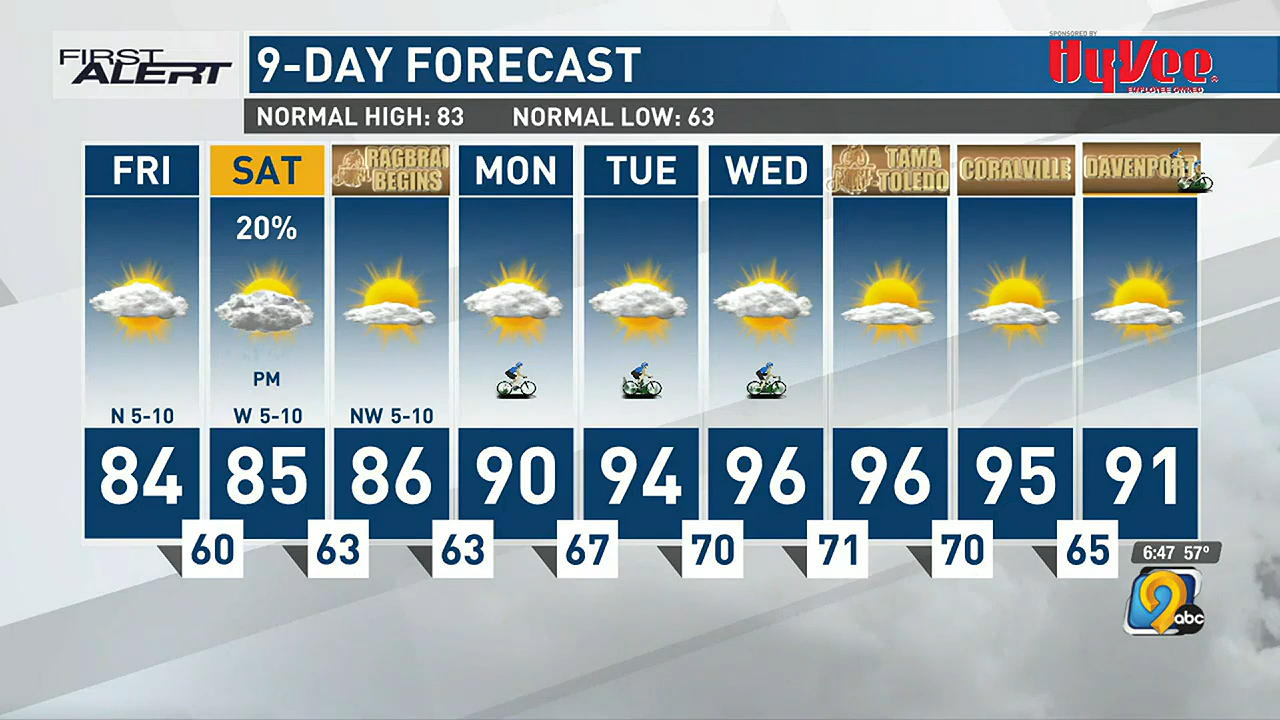 FIRST
ALERT
9-DAY FORECAST
SPONSORED BY
HyVee
EMPLOYEE OWNED
NORMAL HIGH: 83 NORMAL LOW: 63
FRI SAT RAGBRAI BEGINS MON TUE WED TAMA TOLEDO CORALVILLE DAVENPORT
20%
PM
N 5-10 W 5-10 NW 5-10
84 85 86 90 94 96 96 95 91
60 63 63 67 70 71 70 65
6:47 57º
9
abc